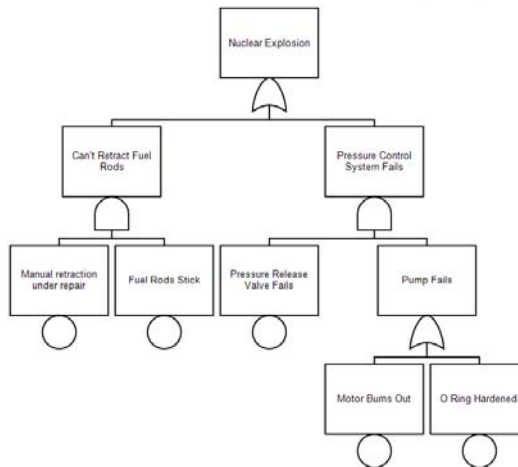 Nuclear Explosion
Can't Retract Fuel
Rods
Pressure Control
System Fails
Manual retraction
under repair
Fuel Rods Stick
Pressure Release
Valve Fails
Pump Fails
Motor Burns Out
O Ring Hardened